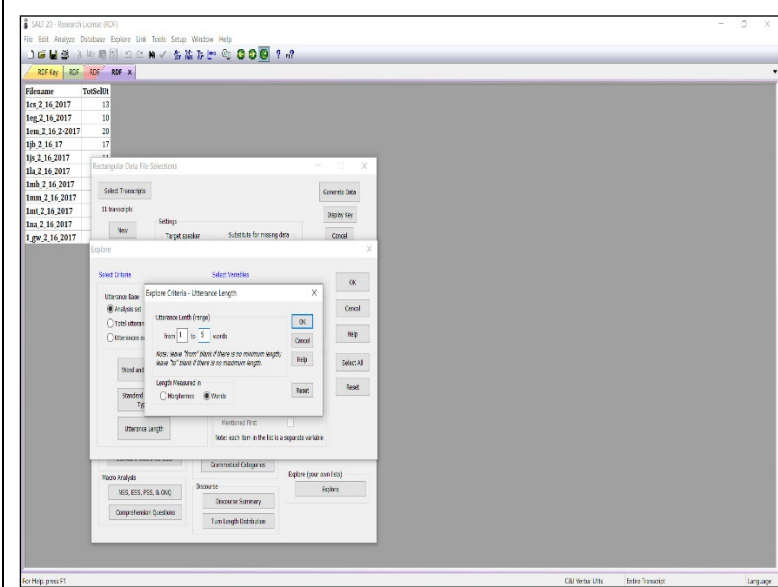 SALT 20 - Research License (RDF)
File Edit Analyze Database Explore Link Tools Setup Window Help
RDF Key RDF RDF RDF x
Filename TotSelUt
1cs_2_16_2017 13
1eg_2_16_2017 10
1em_2_16_2-2017 20
1jb_2_16_17 17
1js_2_16_2017 11
1la_2_16_2017
1mb_2_16_2017
1mm_2_16_2017
1mt_2_16_2017
1na_2_16_2017
1_gw_2_16_2017
Rectangular Data File Selections
Select Transcripts Generate Data
11 transcripts Display Key
Settings
New Target speaker Substitute for missing data Cancel
Explore
Select Criteria Select Variables OK
Utterance Base
Analysis set
Total utteran
Utterances
Cancel
Help
Select All
Reset
Explore Criteria - Utterance Length X
Utterance Lenth (range) OK
from 1 to 5 words Cancel
Note: leave "from" blank if there is no minimum length;
leave "to" blank if there is no maximum length. Help
Length Measured in
Morphemes Words Reset
Word and
Standard
Utterance Length
Mentioned First
Note: each item in the list is a separate variable
Grammatical Categories
Macro Analysis Discourse Explore (your own lists)
NSS, ESS, PSS, & ONQ Discourse Summary Explore
Comprehension Questions Turn Length Distribution
For Help, press F1 C&I Verbal Utts Entire Transcript Language